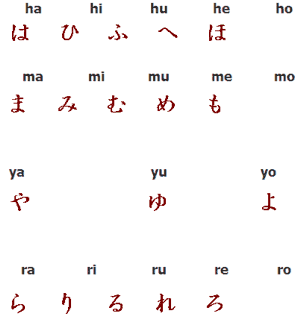 ha hi hu he ho
は ひ ふ へ ほ
ma mi mu me mo
ま み む め も
ya yu yo
や ゆ よ
ra ri ru re ro
ら り る れ ろ